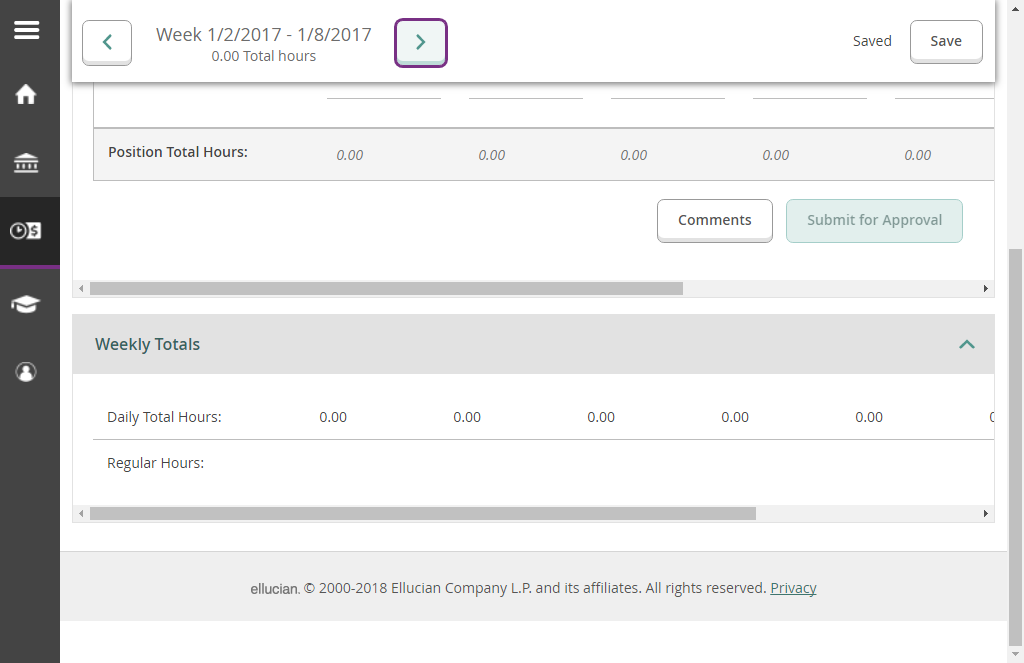 Week 1/2/2017 - 1/8/2017
0.00 Total hours
Saved
Save
Position Total Hours: 0.00 0.00 0.00 0.00 0.00
Comments
Submit for Approval
Weekly Totals
Daily Total Hours: 0.00 0.00 0.00 0.00 0.00
Regular Hours:
ellucian. © 2000-2018 Ellucian Company L.P. and its affiliates. All rights reserved. Privacy